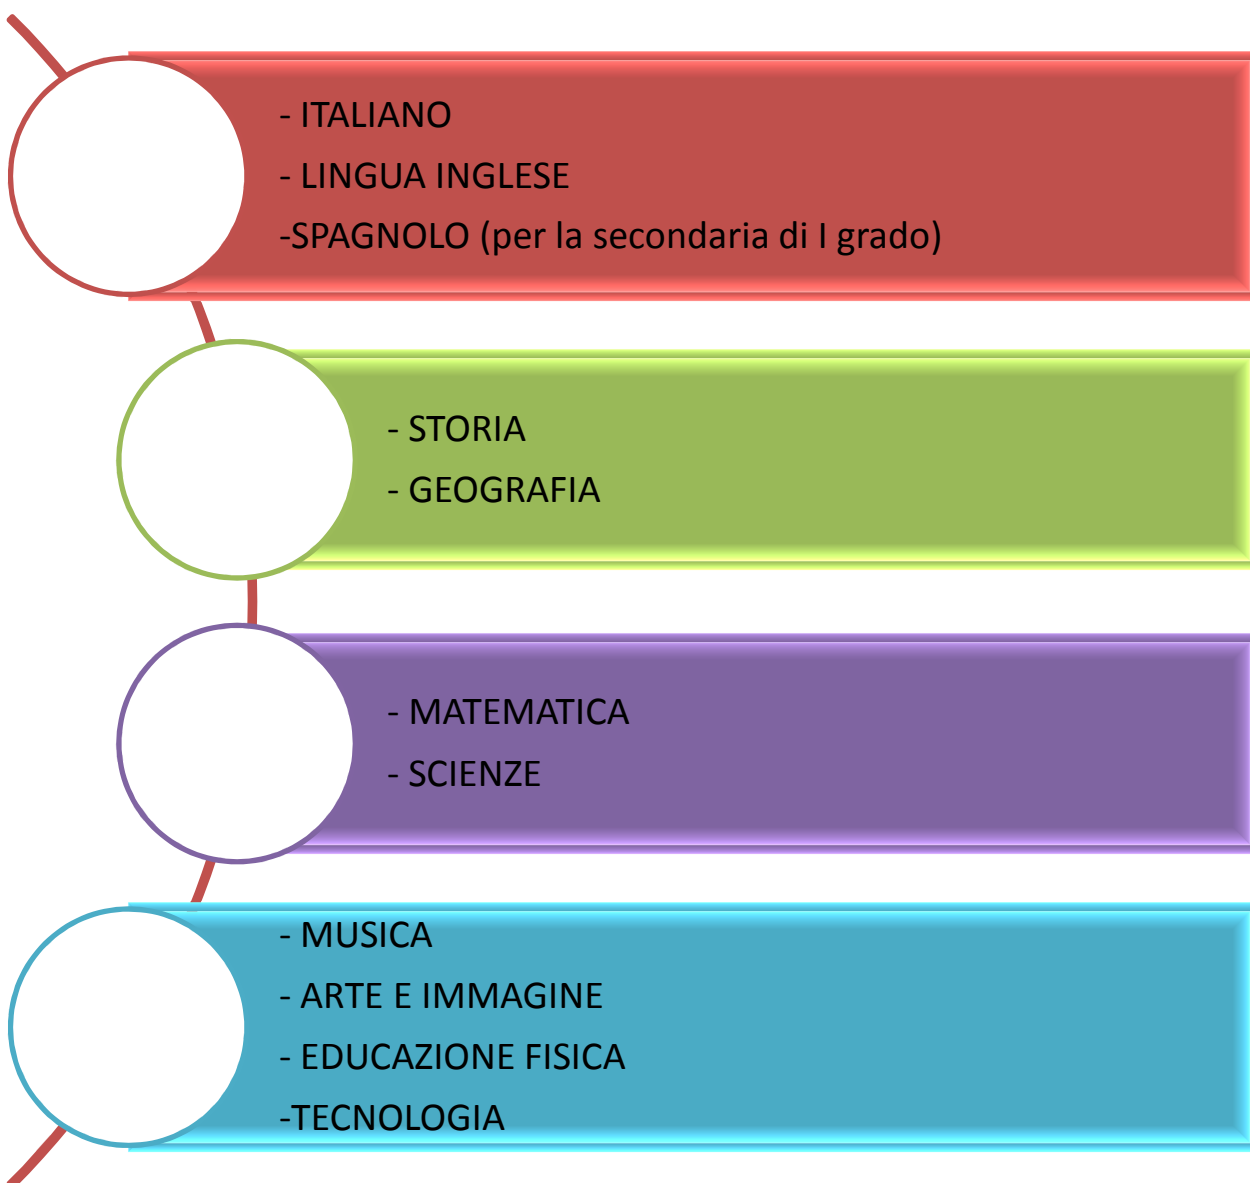 - ITALIANO
- LINGUA INGLESE
-SPAGNOLO (per la secondaria di I grado)
- STORIA
- GEOGRAFIA
- MATEMATICA
- SCIENZE
- MUSICA
- ARTE E IMMAGINE
- EDUCAZIONE FISICA
-TECNOLOGIA